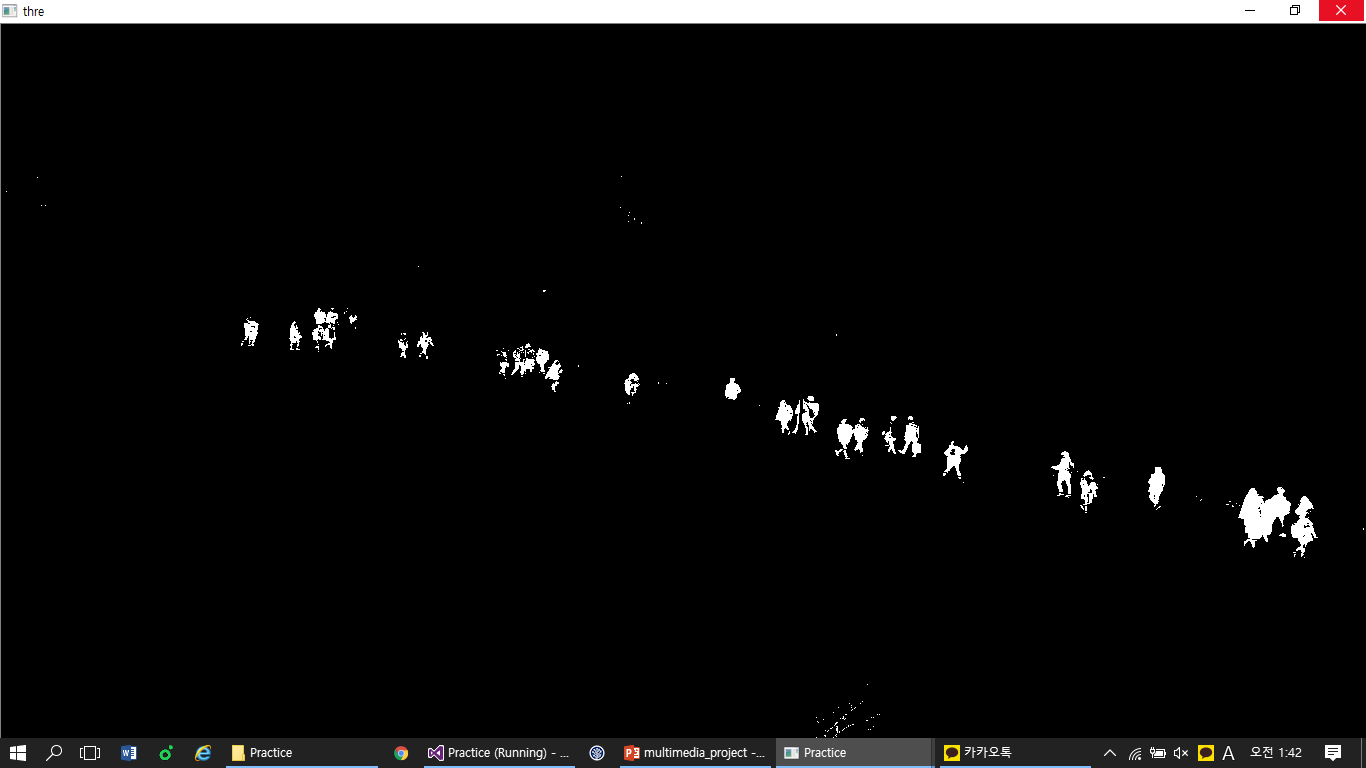 thre
Practice
Practice (Running) - ...
multimedia_project -...
Practice
카카오톡
A
오전 1:42